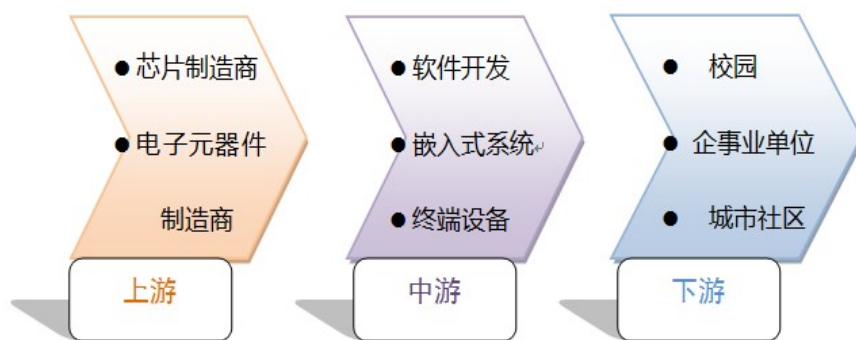 ● 芯片制造商
● 电子元器件
制造商
上游
● 软件开发
● 嵌入式系统↵
● 终端设备
中游
● 校园
● 企事业单位
● 城市社区
下游